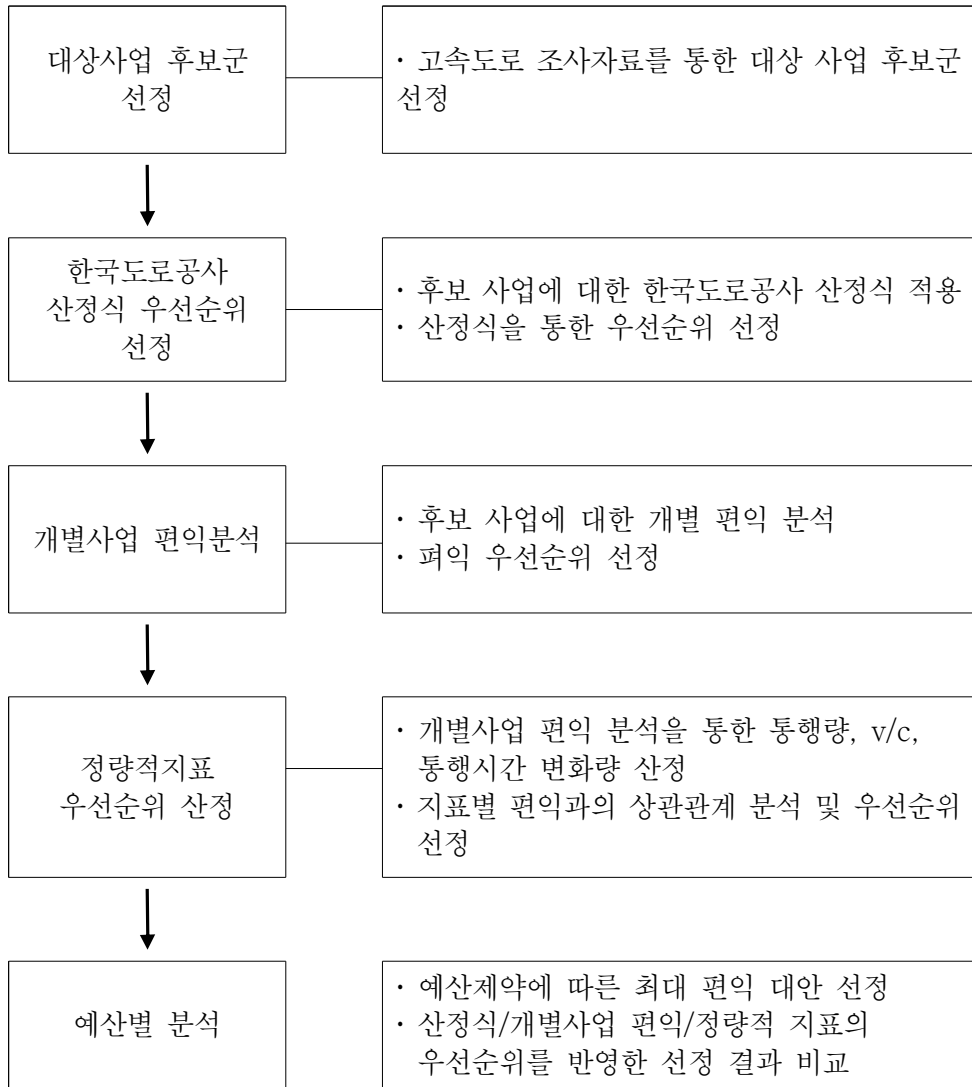 대상사업 후보군
선정
· 고속도로 조사자료를 통한 대상 사업 후보군
선정
한국도로공사
산정식 우선순위
선정
· 후보 사업에 대한 한국도로공사 산정식 적용
· 산정식을 통한 우선순위 선정
개별사업 편익분석
· 후보 사업에 대한 개별 편익 분석
· 펴익 우선순위 선정
정량적지표
우선순위 산정
· 개별사업 편익 분석을 통한 통행량, v/c,
통행시간 변화량 산정
· 지표별 편익과의 상관관계 분석 및 우선순위
선정
예산별 분석
· 예산제약에 따른 최대 편익 대안 선정
· 산정식/개별사업 편익/정량적 지표의
우선순위를 반영한 선정 결과 비교